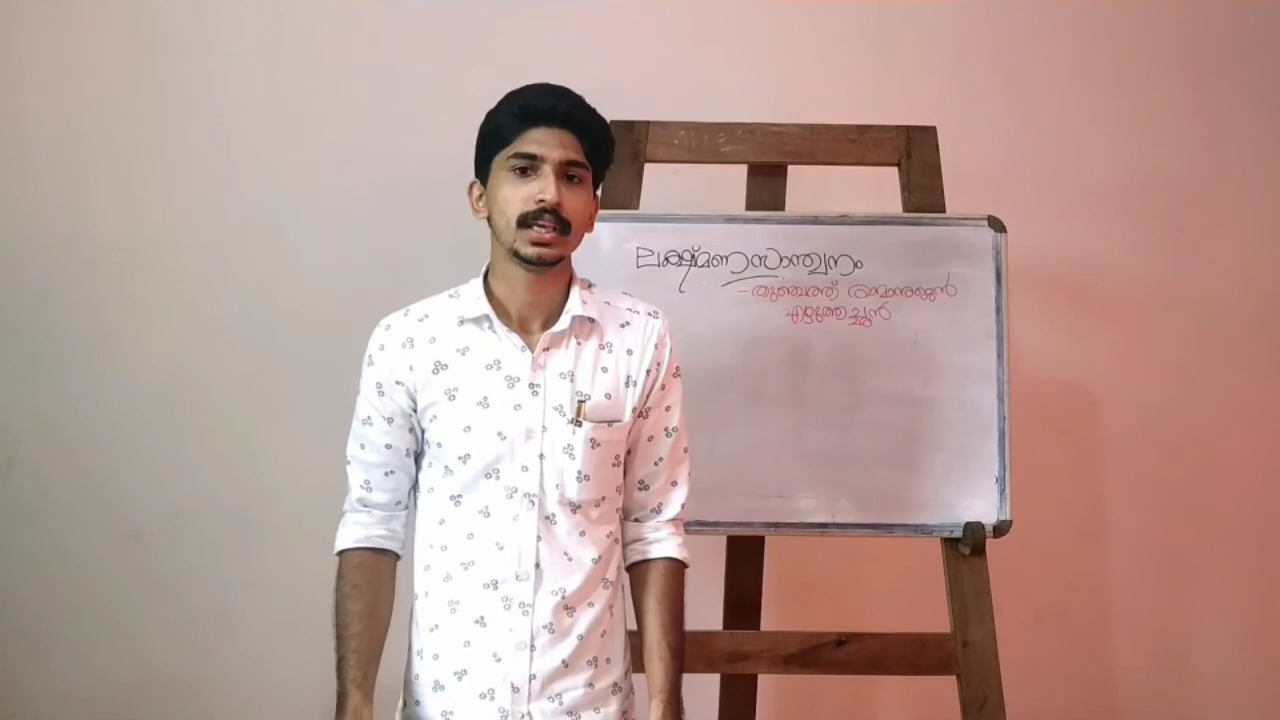 ലക്ഷ്മണസാന്ത്വനം
- തുഞ്ചത്ത് രാമാനുജൻ
എഴുത്തച്ഛൻ